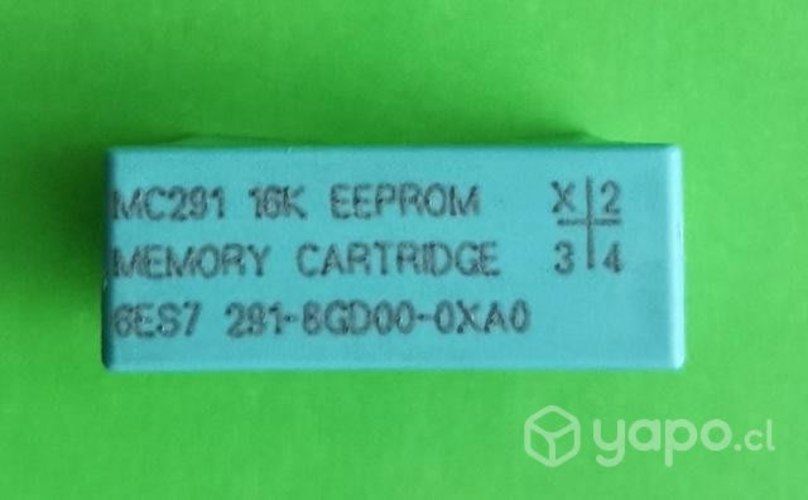 MC291 16K EEPROM
MEMORY CARTRIDGE
6ES7 291-8GD00-0XA0
X 2
3 4
yapo.cl